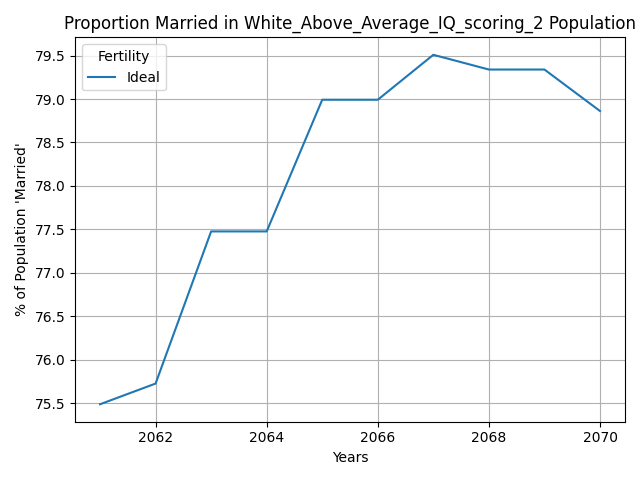 Proportion Married in White_Above_Average_IQ_scoring_2 Population
Fertility
Ideal
79.5
79.0
78.5
78.0
77.5
77.0
76.5
76.0
75.5
% of Population 'Married'
2062
2064
2066
2068
2070
Years